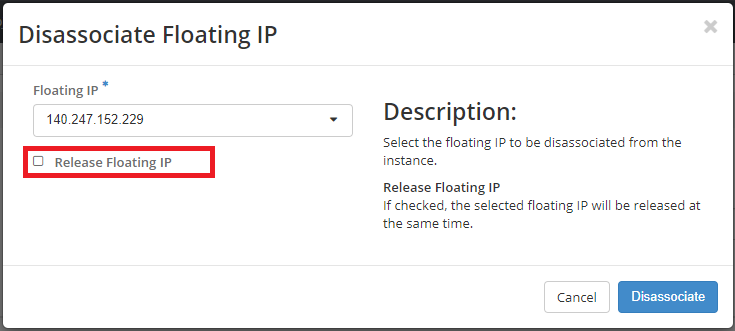 Disassociate Floating IP
×
Floating IP *
140.247.152.229
Release Floating IP
Description:
Select the floating IP to be disassociated from the
instance.
Release Floating IP
If checked, the selected floating IP will be released at
the same time.
Cancel
Disassociate